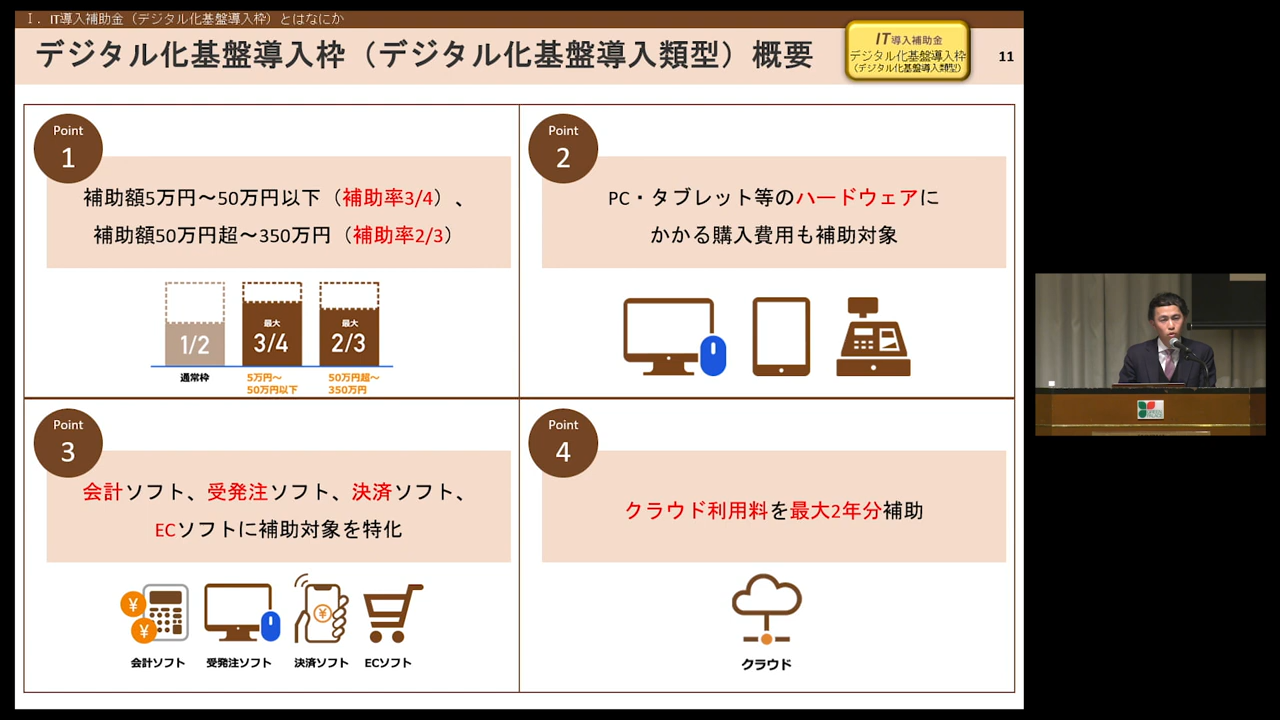 Ⅰ．IT導入補助金（デジタル化基盤導入枠）とはなにか
デジタル化基盤導入枠（デジタル化基盤導入類型）概要
IT導入補助金
デジタル化基盤導入枠
（デジタル化基盤導入類型）
11
Point
1
補助額5万円～50万円以下（補助率3/4）、
補助額50万円超～350万円（補助率2/3）
1/2
最大
3/4
最大
2/3
通常枠
5万円～
50万円以下
50万円超～
350万円
Point
2
PC・タブレット等のハードウェアに
かかる購入費用も補助対象
Point
3
会計ソフト、受発注ソフト、決済ソフト、
ECソフトに補助対象を特化
¥
¥
¥
会計ソフト
受発注ソフト
決済ソフト
ECソフト
Point
4
クラウド利用料を最大2年分補助
クラウド